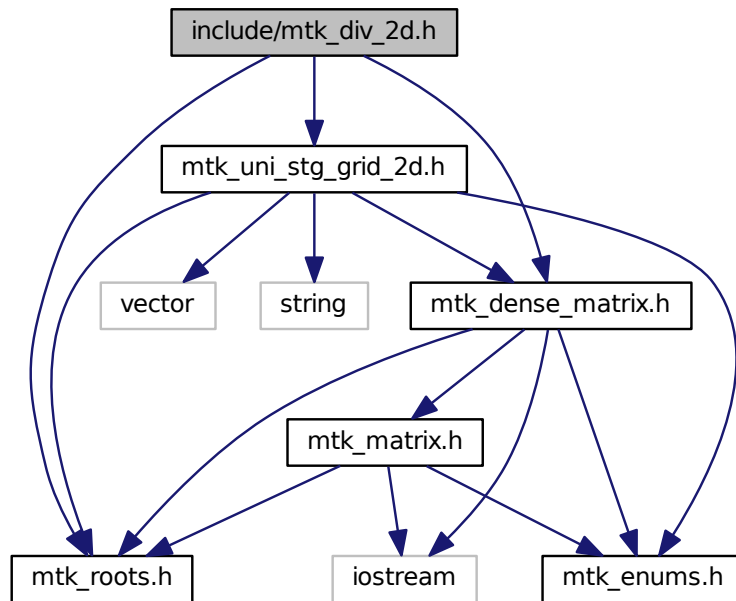 include/mtk_div_2d.h
mtk_uni_stg_grid_2d.h
vector
string
mtk_dense_matrix.h
mtk_matrix.h
mtk_roots.h
iostream
mtk_enums.h